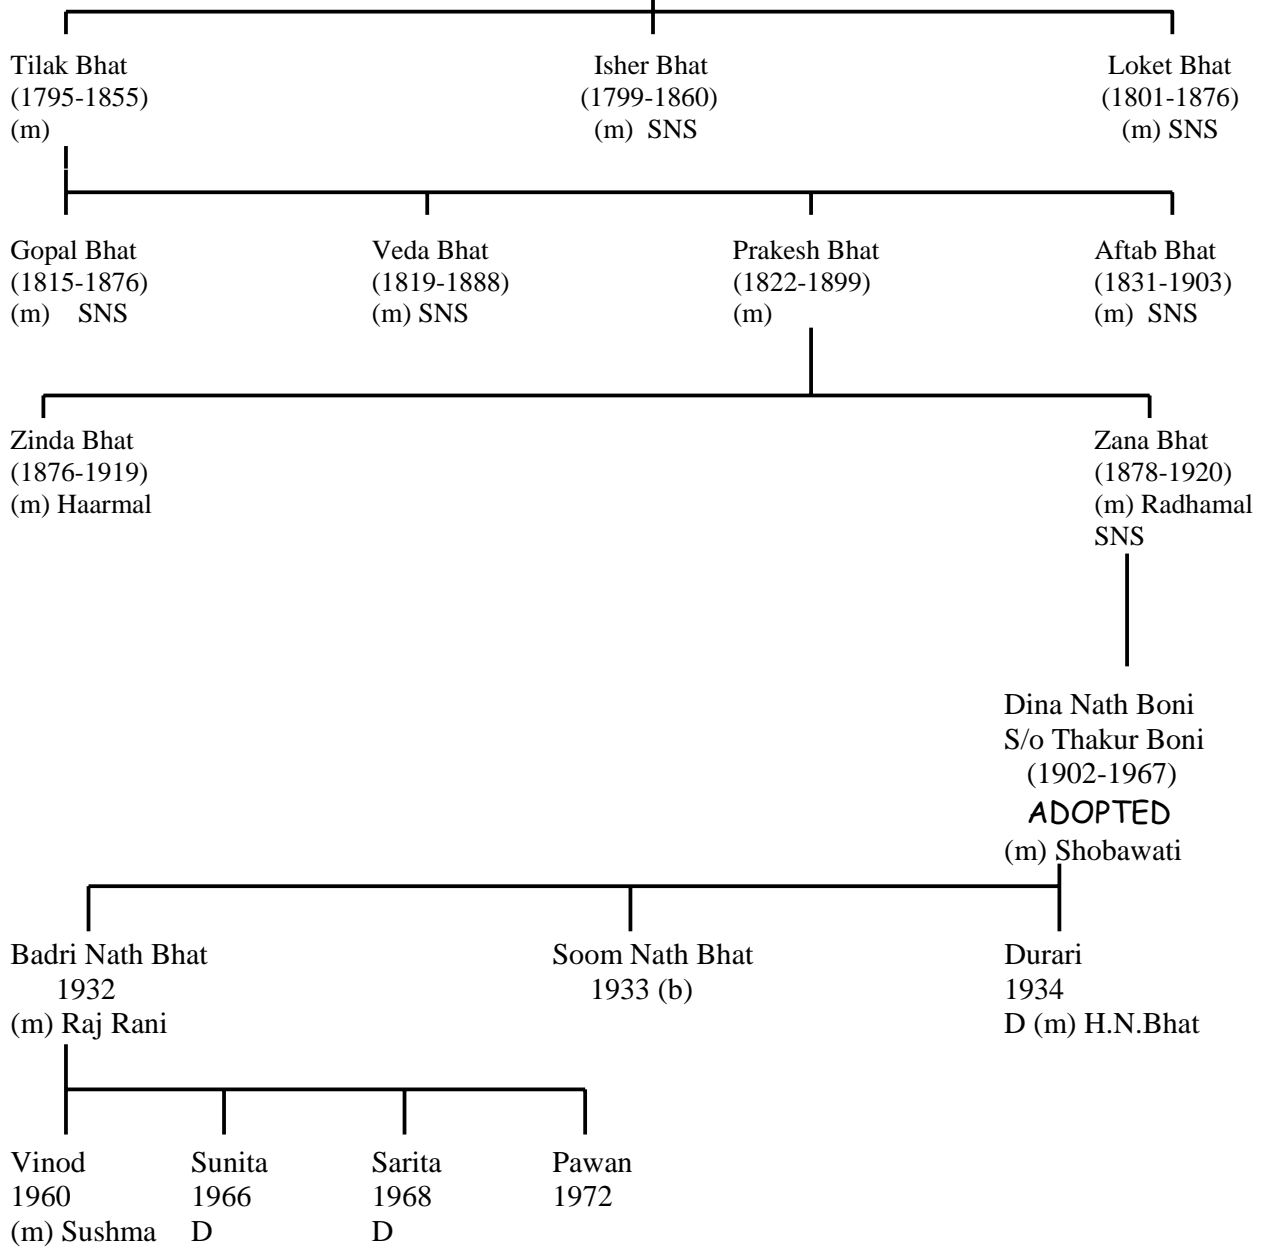 Tilak Bhat
(1795-1855)
(m)
Isher Bhat
(1799-1860)
(m) SNS
Loket Bhat
(1801-1876)
(m) SNS
Gopal Bhat
(1815-1876)
(m) SNS
Veda Bhat
(1819-1888)
(m) SNS
Prakesh Bhat
(1822-1899)
(m)
Aftab Bhat
(1831-1903)
(m) SNS
Zinda Bhat
(1876-1919)
(m) Haarmal
Zana Bhat
(1878-1920)
(m) Radhamal
SNS
Dina Nath Boni
S/o Thakur Boni
(1902-1967)
ADOPTED
(m) Shobawati
Badri Nath Bhat
1932
(m) Raj Rani
Soom Nath Bhat
1933 (b)
Durari
1934
D (m) H.N.Bhat
Vinod
1960
(m) Sushma
Sunita
1966
D
Sarita
1968
D
Pawan
1972